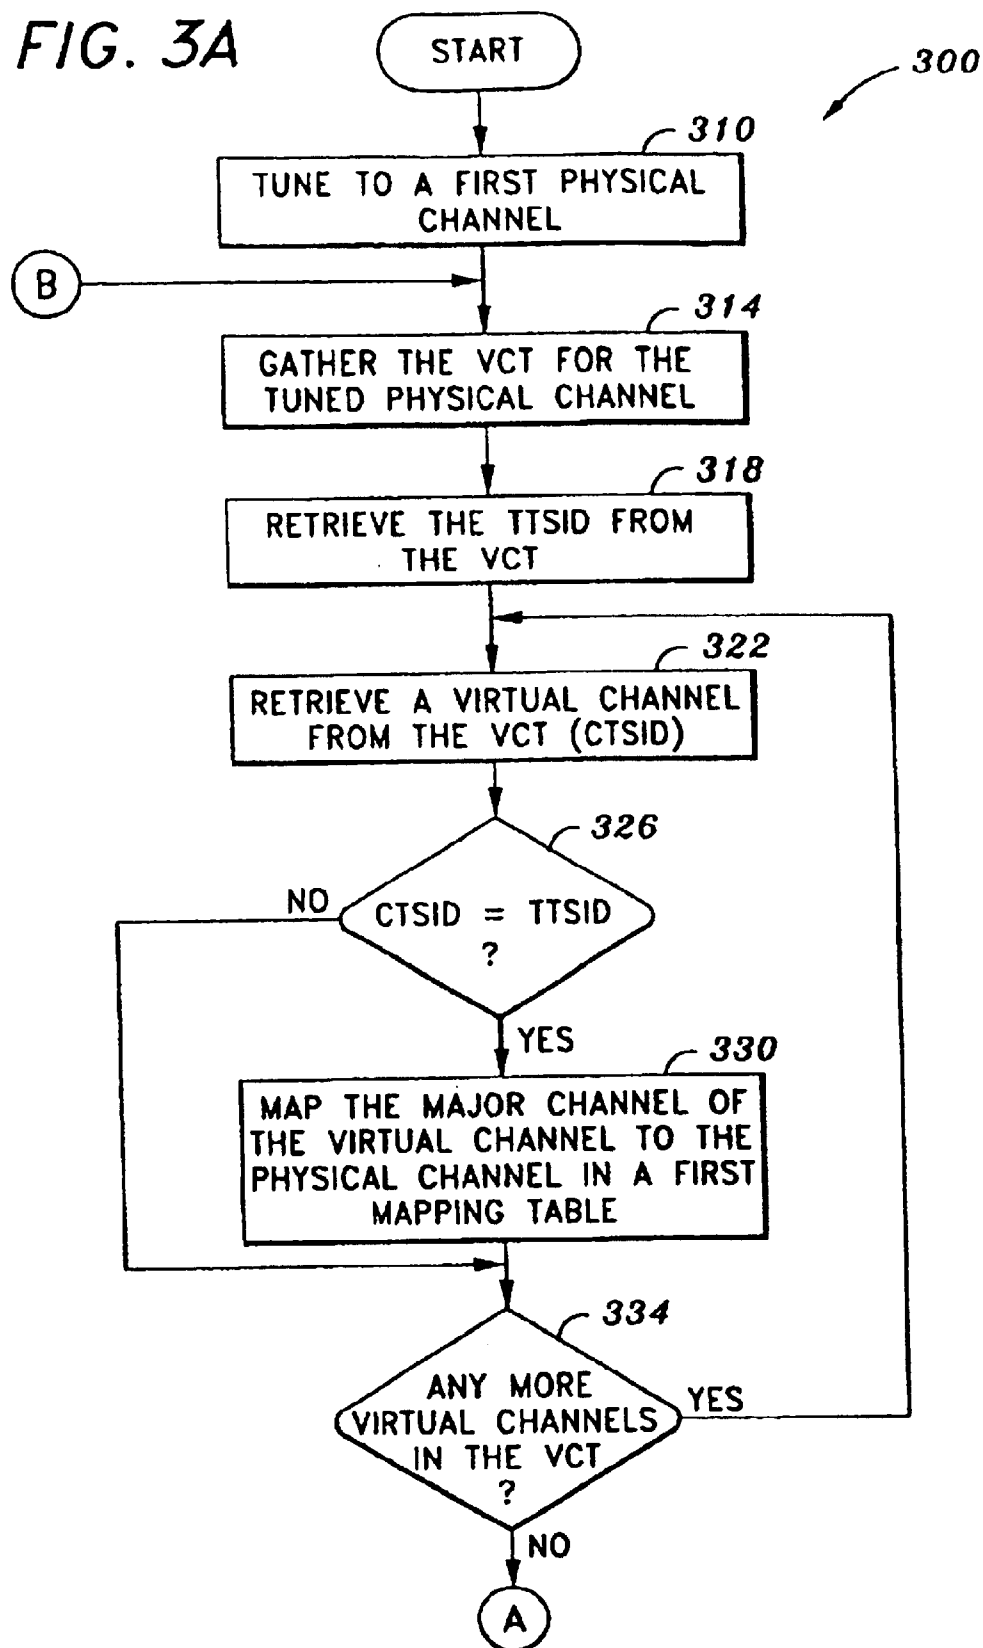 FIG. 3A
START
300
310
TUNE TO A FIRST PHYSICAL
CHANNEL
B
314
GATHER THE VCT FOR THE
TUNED PHYSICAL CHANNEL
318
RETRIEVE THE TTSID FROM
THE VCT
322
RETRIEVE A VIRTUAL CHANNEL
FROM THE VCT (CTSID)
326
NO
CTSID = TTSID
?
YES
330
MAP THE MAJOR CHANNEL OF
THE VIRTUAL CHANNEL TO THE
PHYSICAL CHANNEL IN A FIRST
MAPPING TABLE
334
ANY MORE
VIRTUAL CHANNELS
IN THE VCT
?
YES
NO
A